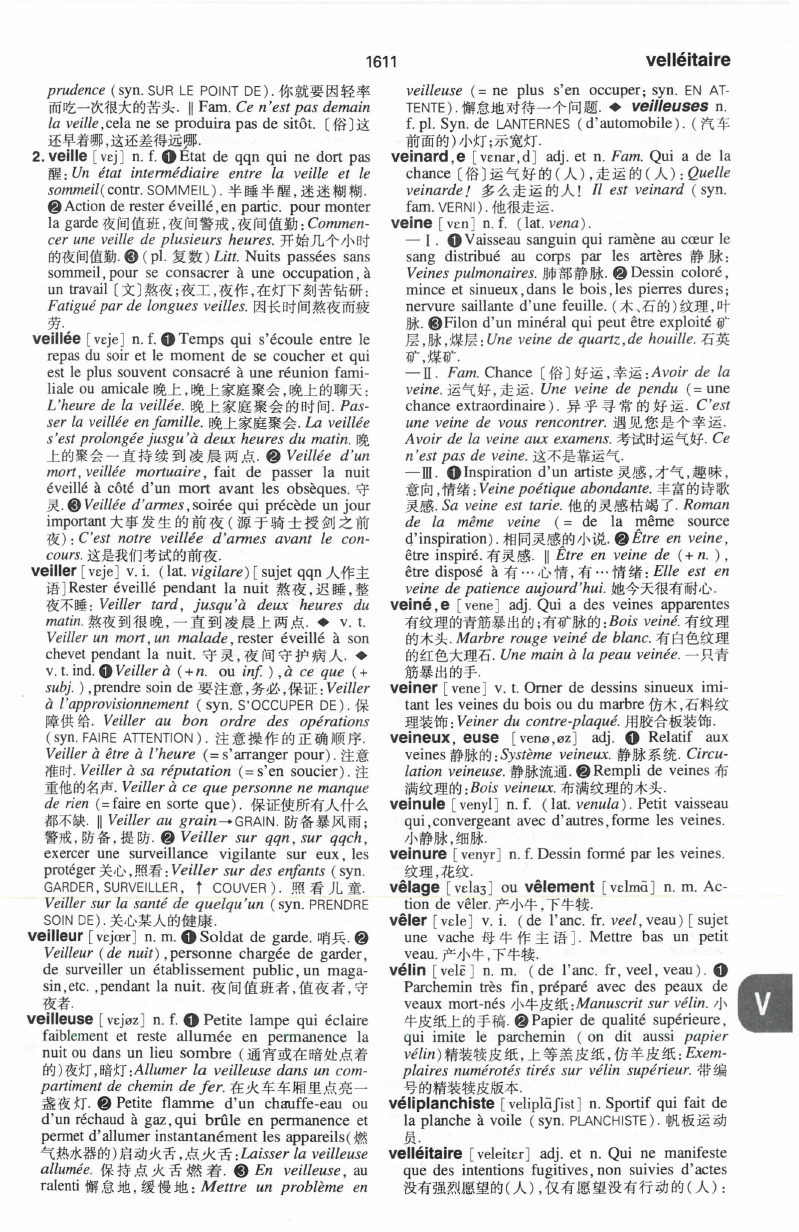 1611
velléitaire
prudence (syn. SUR LE POINT DE). 你就要因轻率
而吃一次很大的苦头. ‖ Fam. Ce n'est pas demain
la veille,cela ne se produira pas de sitôt. 〔俗〕这
还早着哪,这还差得远哪.
2. veille [vɛj] n. f. ❶ État de qqn qui ne dort pas
醒: Un état intermédiaire entre la veille et le
sommeil(contr. SOMMEIL). 半睡半醒,迷迷糊糊.
❷ Action de rester éveillé,en partic. pour monter
la garde 夜间值班,夜间警戒,夜间值勤: Commen-
cer une veille de plusieurs heures. 开始几个小时
的夜间值勤. ❸ (pl. 复数) Litt. Nuits passées sans
sommeil,pour se consacrer à une occupation,à
un travail〔文〕熬夜;夜工,夜作,在灯下刻苦钻研:
Fatigué par de longues veilles. 因长时间熬夜而疲
劳.
veillée [vɛje] n. f. ❶ Temps qui s'écoule entre le
repas du soir et le moment de se coucher et qui
est le plus souvent consacré à une réunion fami-
liale ou amicale 晚上,晚上家庭聚会,晚上的聊天:
L'heure de la veillée. 晚上家庭聚会的时间. Pas-
ser la veillée en famille. 晚上家庭聚会. La veillée
s'est prolongée jusqu'à deux heures du matin. 晚
上的聚会一直持续到凌晨两点. ❷ Veillée d'un
mort, veillée mortuaire, fait de passer la nuit
éveillé à côté d'un mort avant les obsèques. 守
灵. ❸ Veillée d'armes,soirée qui précède un jour
important 大事发生的前夜(源于骑士授剑之前
夜): C'est notre veillée d'armes avant le con-
cours. 这是我们考试的前夜.
veiller [vɛje] v. i. (lat. vigilare) [sujet qqn 人作主
语] Rester éveillé pendant la nuit 熬夜,迟睡,整
夜不睡: Veiller tard, jusqu'à deux heures du
matin. 熬夜到很晚,一直到凌晨上两点. ◆ v. t.
Veiller un mort,un malade,rester éveillé à son
chevet pendant la nuit. 守灵,夜间守护病人. ◆
v. t. ind. ❶ Veiller à (+n. ou inf.),à ce que (+
subj.),prendre soin de 要注意,务必,保证: Veiller
à l'approvisionnement (syn. S'OCCUPER DE). 保
障供给. Veiller au bon ordre des opérations
(syn. FAIRE ATTENTION). 注意操作的正确顺序.
Veiller à être à l'heure (=s'arranger pour). 注意
准时. Veiller à sa réputation (=s'en soucier). 注
重他的名声. Veiller à ce que personne ne manque
de rien (=faire en sorte que). 保证使所有人什么
都不缺. ‖ Veiller au grain→GRAIN. 防备暴风雨;
警戒,防备,提防. ❷ Veiller sur qqn, sur qqch,
exercer une surveillance vigilante sur eux, les
protéger 关心,照看: Veiller sur des enfants (syn.
GARDER, SURVEILLER, ↑ COUVER). 照看儿童.
Veiller sur la santé de quelqu'un (syn. PRENDRE
SOIN DE). 关心某人的健康.
veilleur [vɛjœr] n. m. ❶ Soldat de garde. 哨兵. ❷
Veilleur (de nuit),personne chargée de garder,
de surveiller un établissement public,un maga-
sin,etc. ,pendant la nuit. 夜间值班者,值夜者,守
夜者.
veilleuse [vɛjøz] n. f. ❶ Petite lampe qui éclaire
faiblement et reste allumée en permanence la
nuit ou dans un lieu sombre (通宵或在暗处点着
的)夜灯,暗灯: Allumer la veilleuse dans un com-
partiment de chemin de fer. 在火车车厢里点亮一
盏夜灯. ❷ Petite flamme d'un chauffe-eau ou
d'un réchaud à gaz,qui brûle en permanence et
permet d'allumer instantanément les appareils(燃
气热水器的)启动火舌,点火舌: Laisser la veilleuse
allumée. 保持点火舌燃着. ❸ En veilleuse, au
ralenti 懈怠地,缓慢地: Mettre un problème en
veilleuse (= ne plus s'en occuper; syn. EN AT-
TENTE). 懈怠地对待一个问题. ◆ veilleuses n.
f. pl. Syn. de LANTERNES (d'automobile). (汽车
前面的)小灯;示宽灯.
veinard,e [vɛnar,d] adj. et n. Fam. Qui a de la
chance〔俗〕运气好的(人),走运的(人): Quelle
veinarde! 多么走运的人! Il est veinard (syn.
fam. VERNI). 他很走运.
veine [vɛn] n. f. (lat. vena).
—Ⅰ. ❶ Vaisseau sanguin qui ramène au cœur le
sang distribué au corps par les artères 静脉:
Veines pulmonaires. 肺部静脉. ❷ Dessin coloré,
mince et sinueux,dans le bois,les pierres dures;
nervure saillante d'une feuille. (木、石的)纹理,叶
脉. ❸ Filon d'un minéral qui peut être exploité 矿
层,脉,煤层: Une veine de quartz,de houille. 石英
矿,煤矿.
—Ⅱ. Fam. Chance〔俗〕好运,幸运: Avoir de la
veine. 运气好,走运. Une veine de pendu (= une
chance extraordinaire). 异乎寻常的好运. C'est
une veine de vous rencontrer. 遇见您是个幸运.
Avoir de la veine aux examens. 考试时运气好. Ce
n'est pas de veine. 这不是靠运气.
—Ⅲ. ❶ Inspiration d'un artiste 灵感,才气,趣味,
意向,情绪: Veine poétique abondante. 丰富的诗歌
灵感. Sa veine est tarie. 他的灵感枯竭了. Roman
de la même veine (= de la même source
d'inspiration). 相同灵感的小说. ❷ Être en veine,
être inspiré. 有灵感. ‖ Être en veine de (+n.),
être disposé à 有…心情,有…情绪: Elle est en
veine de patience aujourd'hui. 她今天很有耐心.
veiné,e [vene] adj. Qui a des veines apparentes
有纹理的青筋暴出的;有矿脉的: Bois veiné. 有纹理
的木头. Marbre rouge veiné de blanc. 有白色纹理
的红色大理石. Une main à la peau veinée. 一只青
筋暴出的手.
veiner [vene] v. t. Orner de dessins sinueux imi-
tant les veines du bois ou du marbre 仿木,石料纹
理装饰: Veiner du contre-plaqué. 用胶合板装饰.
veineux, euse [venø,øz] adj. ❶ Relatif aux
veines 静脉的: Système veineux. 静脉系统. Circu-
lation veineuse. 静脉流通. ❷ Rempli de veines 布
满纹理的: Bois veineux. 布满纹理的木头.
veinule [venyl] n. f. (lat. venula). Petit vaisseau
qui,convergeant avec d'autres,forme les veines.
小静脉,细脉.
veinure [venyr] n. f. Dessin formé par les veines.
纹理,花纹.
vêlage [vɛlaʒ] ou vêlement [vɛlmɑ̃] n. m. Ac-
tion de vêler. 产小牛,下牛犊.
vêler [vɛle] v. i. (de l'anc. fr. veel,veau) [sujet
une vache 母牛作主语]. Mettre bas un petit
veau. 产小牛,下牛犊.
vélin [velɛ̃] n. m. (de l'anc. fr, veel, veau). ❶
Parchemin très fin, préparé avec des peaux de
veaux mort-nés 小牛皮纸: Manuscrit sur vélin. 小
牛皮纸上的手稿. ❷ Papier de qualité supérieure,
qui imite le parchemin (on dit aussi papier
vélin)精装犊皮纸,上等羔皮纸,仿羊皮纸: Exem-
plaires numérotés tirés sur vélin supérieur. 带编
号的精装犊皮版本.
véliplanchiste [veliplɑ̃ʃist] n. Sportif qui fait de
la planche à voile (syn. PLANCHISTE). 帆板运动
员.
velléitaire [veleitɛr] adj. et n. Qui ne manifeste
que des intentions fugitives,non suivies d'actes
没有强烈愿望的(人),仅有愿望没有行动的(人):
V